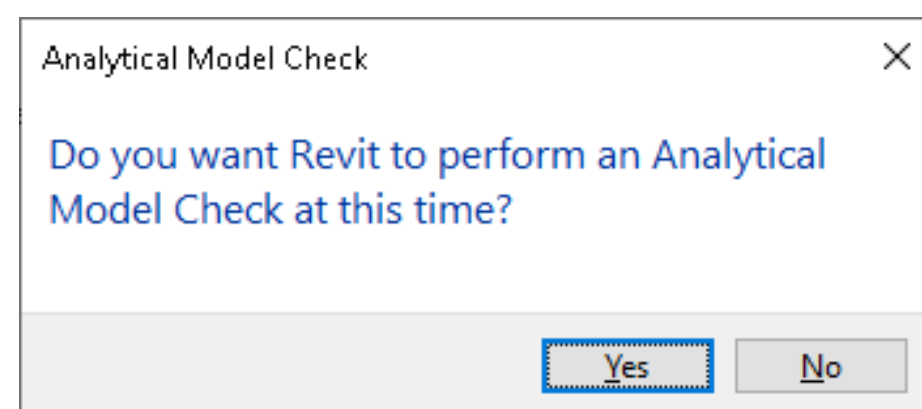 Analytical Model Check
Do you want Revit to perform an Analytical
Model Check at this time?
Yes No